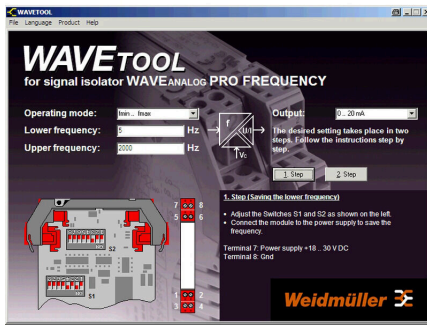 WAVETOOL
File Language Product Help
WAVETOOL
for signal isolator WAVEANALOG PRO FREQUENCY
Operating mode: fmin... fmax
Lower frequency: 5 Hz
Upper frequency: 2000 Hz
f
U/I
Vc
Output: 0... 20 mA
The desired setting takes place in two
steps. Follow the instructions step by
step.
1. Step 2. Step
1. Step (Saving the lower frequency)
• Adjust the Switches S1 and S2 as shown on the left.
• Connect the module to the power supply to save the
frequency.
Terminal 7: Power supply +18 .. 30 V DC
Terminal 8: Gnd
7 8
5 6
S2
S1
1 2
3 4
Weidmüller